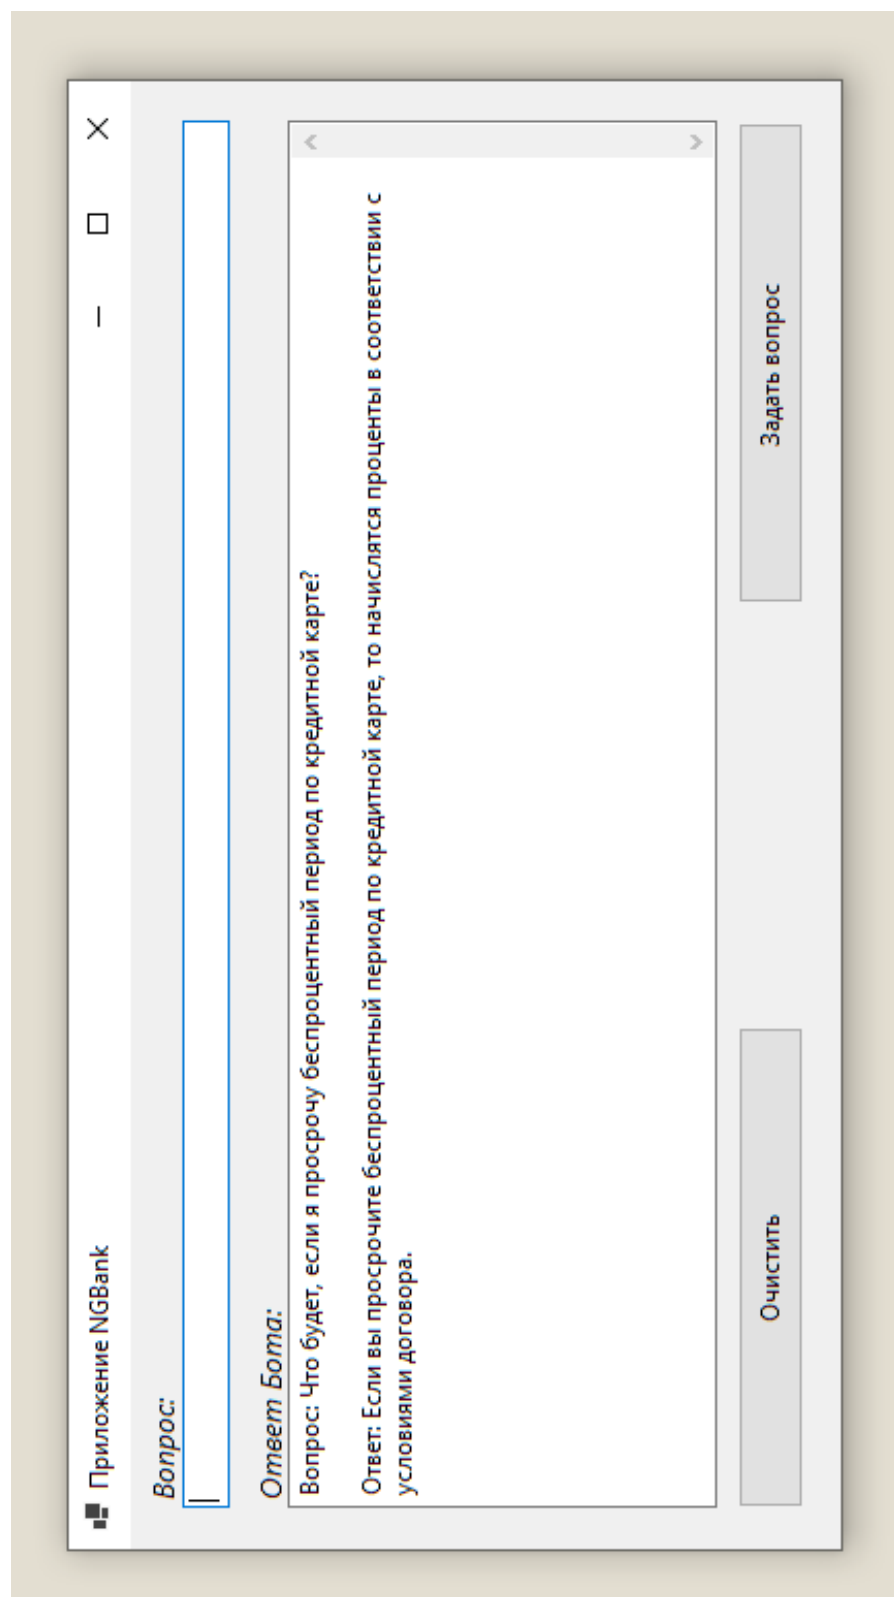 Приложение NGBank
Вопрос:
Ответ Бота:
Вопрос: Что будет, если я просрочу беспроцентный период по кредитной карте?
Ответ: Если вы просрочите беспроцентный период по кредитной карте, то начислятся проценты в соответствии с
условиями договора.
Очистить
Задать вопрос